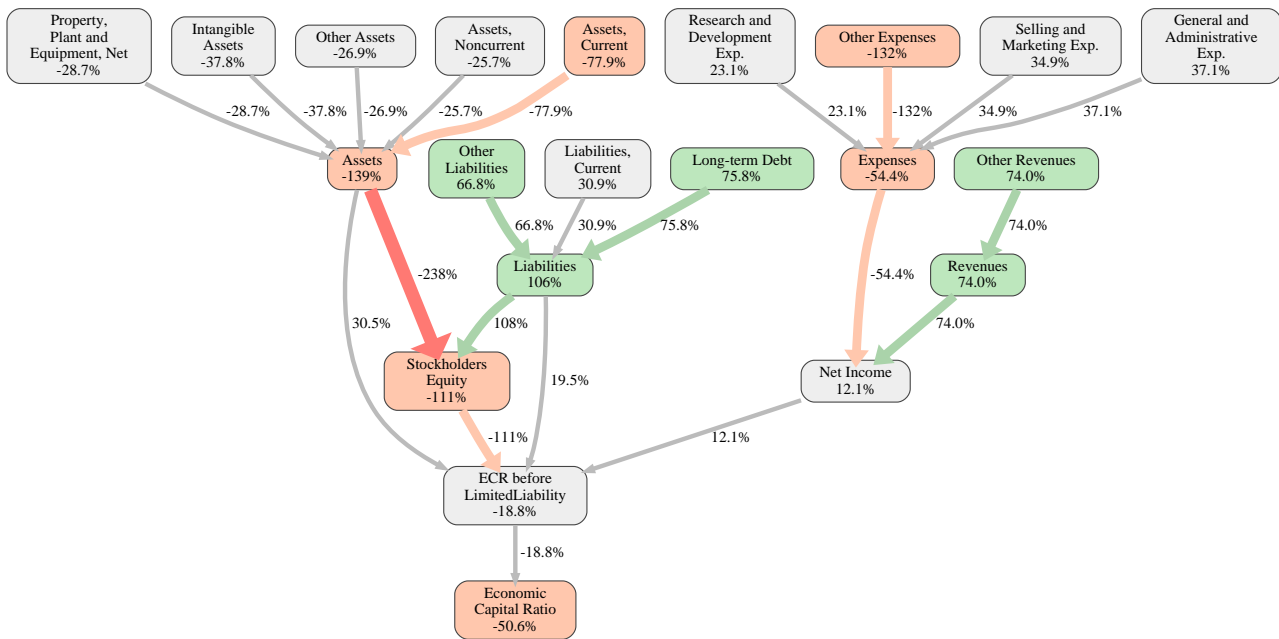 Property,
Plant and
Equipment, Net
-28.7%
Intangible
Assets
-37.8%
Other Assets
-26.9%
Assets,
Noncurrent
-25.7%
Assets,
Current
-77.9%
Research and
Development
Exp.
23.1%
Other Expenses
-132%
Selling and
Marketing Exp.
34.9%
General and
Administrative
Exp.
37.1%
-28.7%
-37.8%
-26.9%
-25.7%
-77.9%
23.1%
-132%
34.9%
37.1%
Assets
-139%
Other
Liabilities
66.8%
Liabilities,
Current
30.9%
Long-term Debt
75.8%
Expenses
-54.4%
Other Revenues
74.0%
66.8%
30.9%
75.8%
74.0%
-238%
Liabilities
106%
-54.4%
Revenues
74.0%
30.5%
108%
74.0%
Stockholders
Equity
-111%
19.5%
Net Income
12.1%
-111%
12.1%
ECR before
LimitedLiability
-18.8%
-18.8%
Economic
Capital Ratio
-50.6%